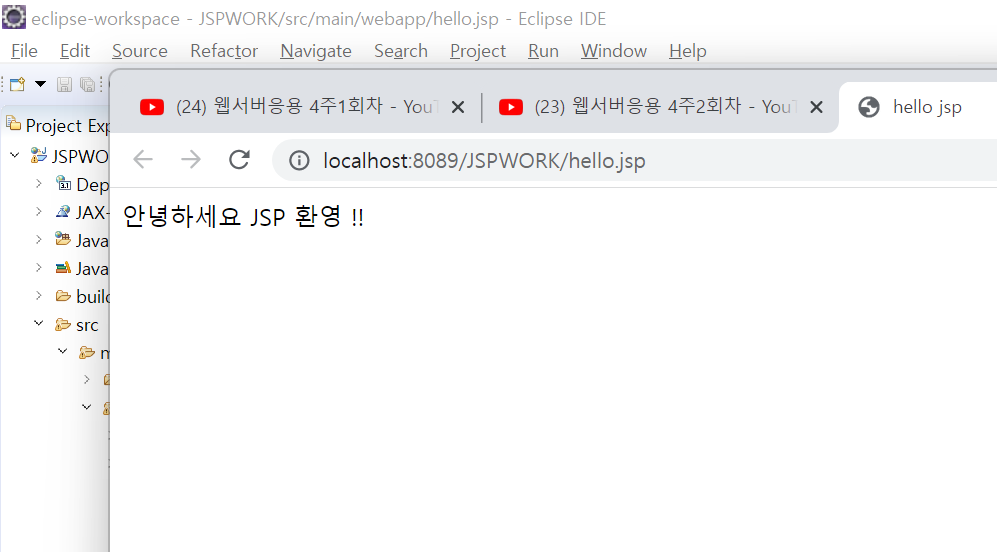 eclipse-workspace - JSPWORK/src/main/webapp/hello.jsp - Eclipse IDE
File Edit Source Refactor Navigate Search Project Run Window Help
(24) 웹서버응용 4주1회차 - YouT
(23) 웹서버응용 4주2회차 - YouT
hello jsp
Project Exp
localhost:8089/JSPWORK/hello.jsp
JSPWO
Dep
JAX-
Java
Java
build
src
m
안녕하세요 JSP 환영 !!